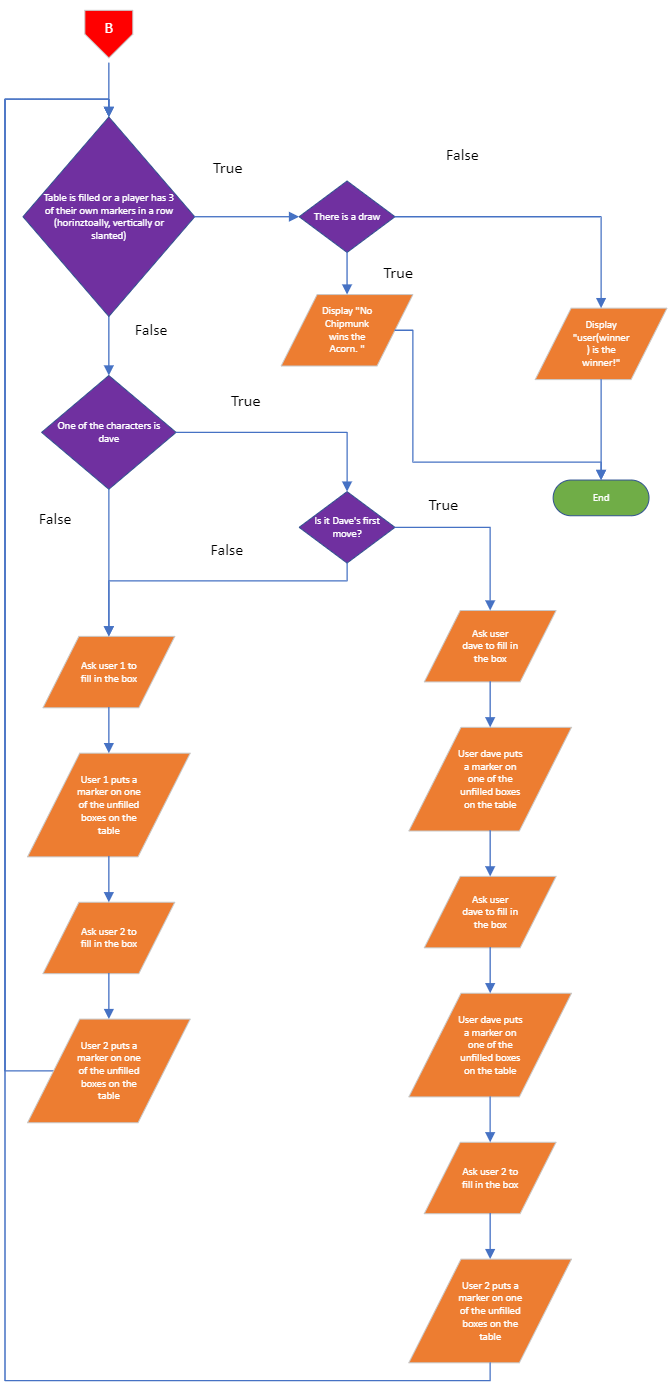 B
True
False
Table is filled or a player has 3
of their own markers in a row
(horinztoally, vertically or
slanted)
There is a draw
True
False
Display "No
Chipmunk
wins the
Acorn. "
Display
"user(winner
) is the
winner!"
True
One of the characters is
dave
End
True
False
Is it Dave's first
move?
False
Ask user
dave to fill in
the box
Ask user 1 to
fill in the box
User dave puts
a marker on
one of the
unfilled boxes
on the table
User 1 puts a
marker on one
of the unfilled
boxes on the
table
Ask user
dave to fill in
the box
Ask user 2 to
fill in the box
User dave puts
a marker on
one of the
unfilled boxes
on the table
User 2 puts a
marker on one
of the unfilled
boxes on the
table
Ask user 2 to
fill in the box
User 2 puts a
marker on one
of the unfilled
boxes on the
table